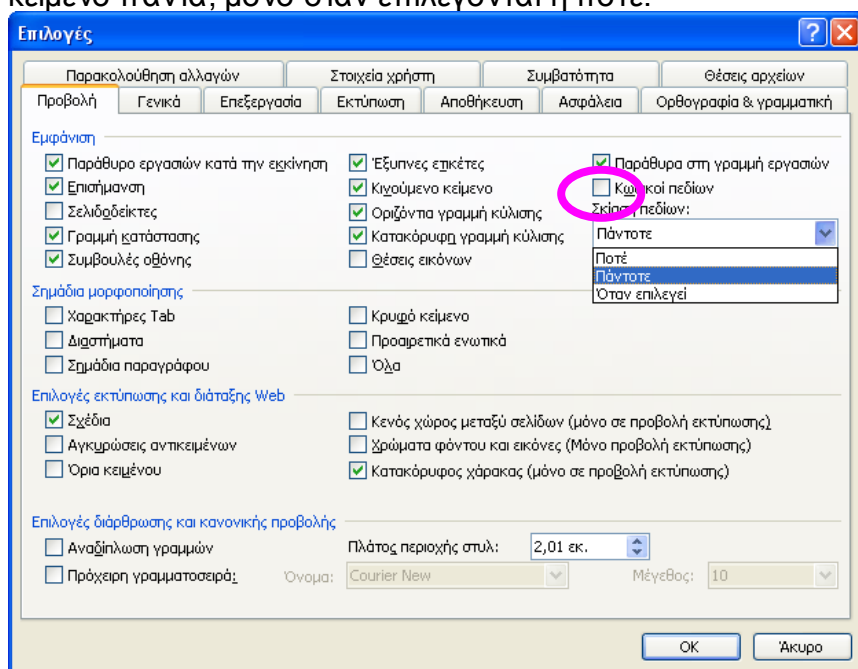 κείμενο πάντα, μόνο όταν επιλέγονται ή ποτέ.
Επιλογές
Παρακολούθηση αλλαγών Στοιχεία χρήστη Συμβατότητα Θέσεις αρχείων
Προβολή Γενικά Επεξεργασία Εκτύπωση Αποθήκευση Ασφάλεια Ορθογραφία & γραμματική
Εμφάνιση
Παράθυρο εργασιών κατά την εκκίνηση Έξυπνες ετικέτες Παράθυρα στη γραμμή εργασιών
Επισήμανση Κινούμενο κείμενο Κωδικοί πεδίων
Σελιδοδείκτες Οριζόντια γραμμή κύλισης Σκίαση πεδίων:
Γραμμή κατάστασης Κατακόρυφη γραμμή κύλισης Πάντοτε
Συμβουλές οθόνης Θέσεις εικόνων Ποτέ
Πάντοτε
Όταν επιλεγεί
Σημάδια μορφοποίησης
Χαρακτήρες Tab Κρυφό κείμενο
Διαστήματα Προαιρετικά ενωτικά
Σημάδια παραγράφου Όλα
Επιλογές εκτύπωσης και διάταξης Web
Σχέδια Κενός χώρος μεταξύ σελίδων (μόνο σε προβολή εκτύπωσης)
Αγκυρώσεις αντικειμένων Χρώματα φόντου και εικόνες (Μόνο προβολή εκτύπωσης)
Όρια κειμένου Κατακόρυφος χάρακας (μόνο σε προβολή εκτύπωσης)
Επιλογές διάρθρωσης και κανονικής προβολής
Αναδίπλωση γραμμών Πλάτος περιοχής στυλ: 2,01 εκ.
Πρόχειρη γραμματοσειρά: Όνομα: Courier New Μέγεθος: 10
OK Άκυρο